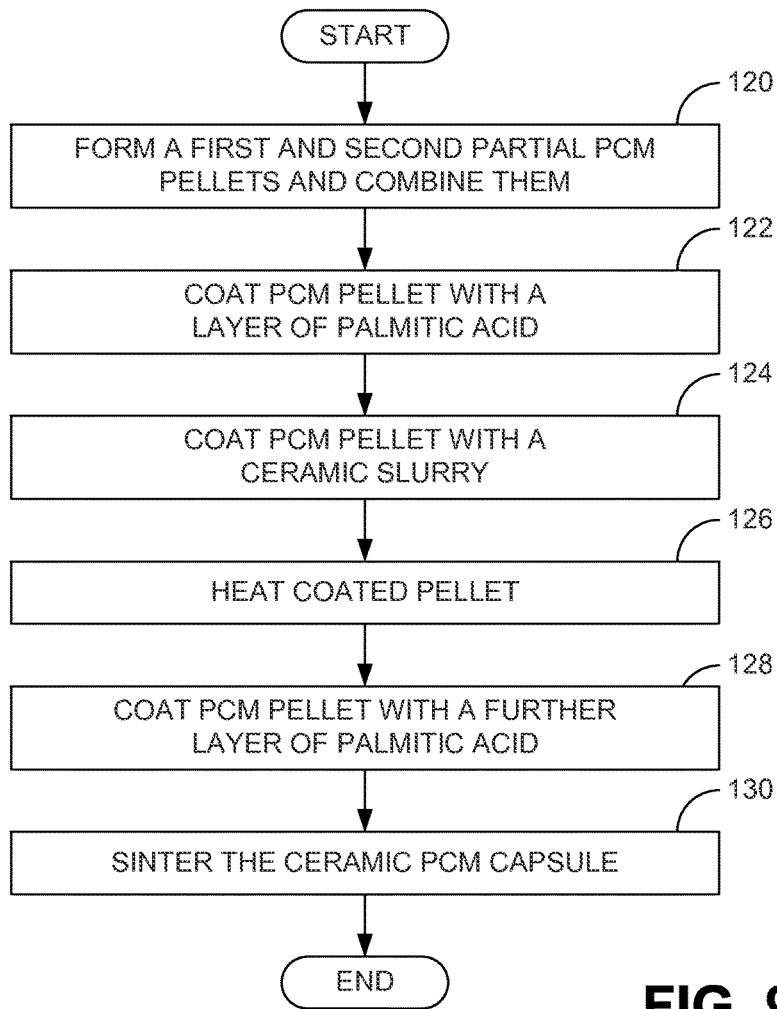 START
120
FORM A FIRST AND SECOND PARTIAL PCM
PELLETS AND COMBINE THEM
122
COAT PCM PELLET WITH A
LAYER OF PALMITIC ACID
124
COAT PCM PELLET WITH A
CERAMIC SLURRY
126
HEAT COATED PELLET
128
COAT PCM PELLET WITH A FURTHER
LAYER OF PALMITIC ACID
130
SINTER THE CERAMIC PCM CAPSULE
END
FIG. 9